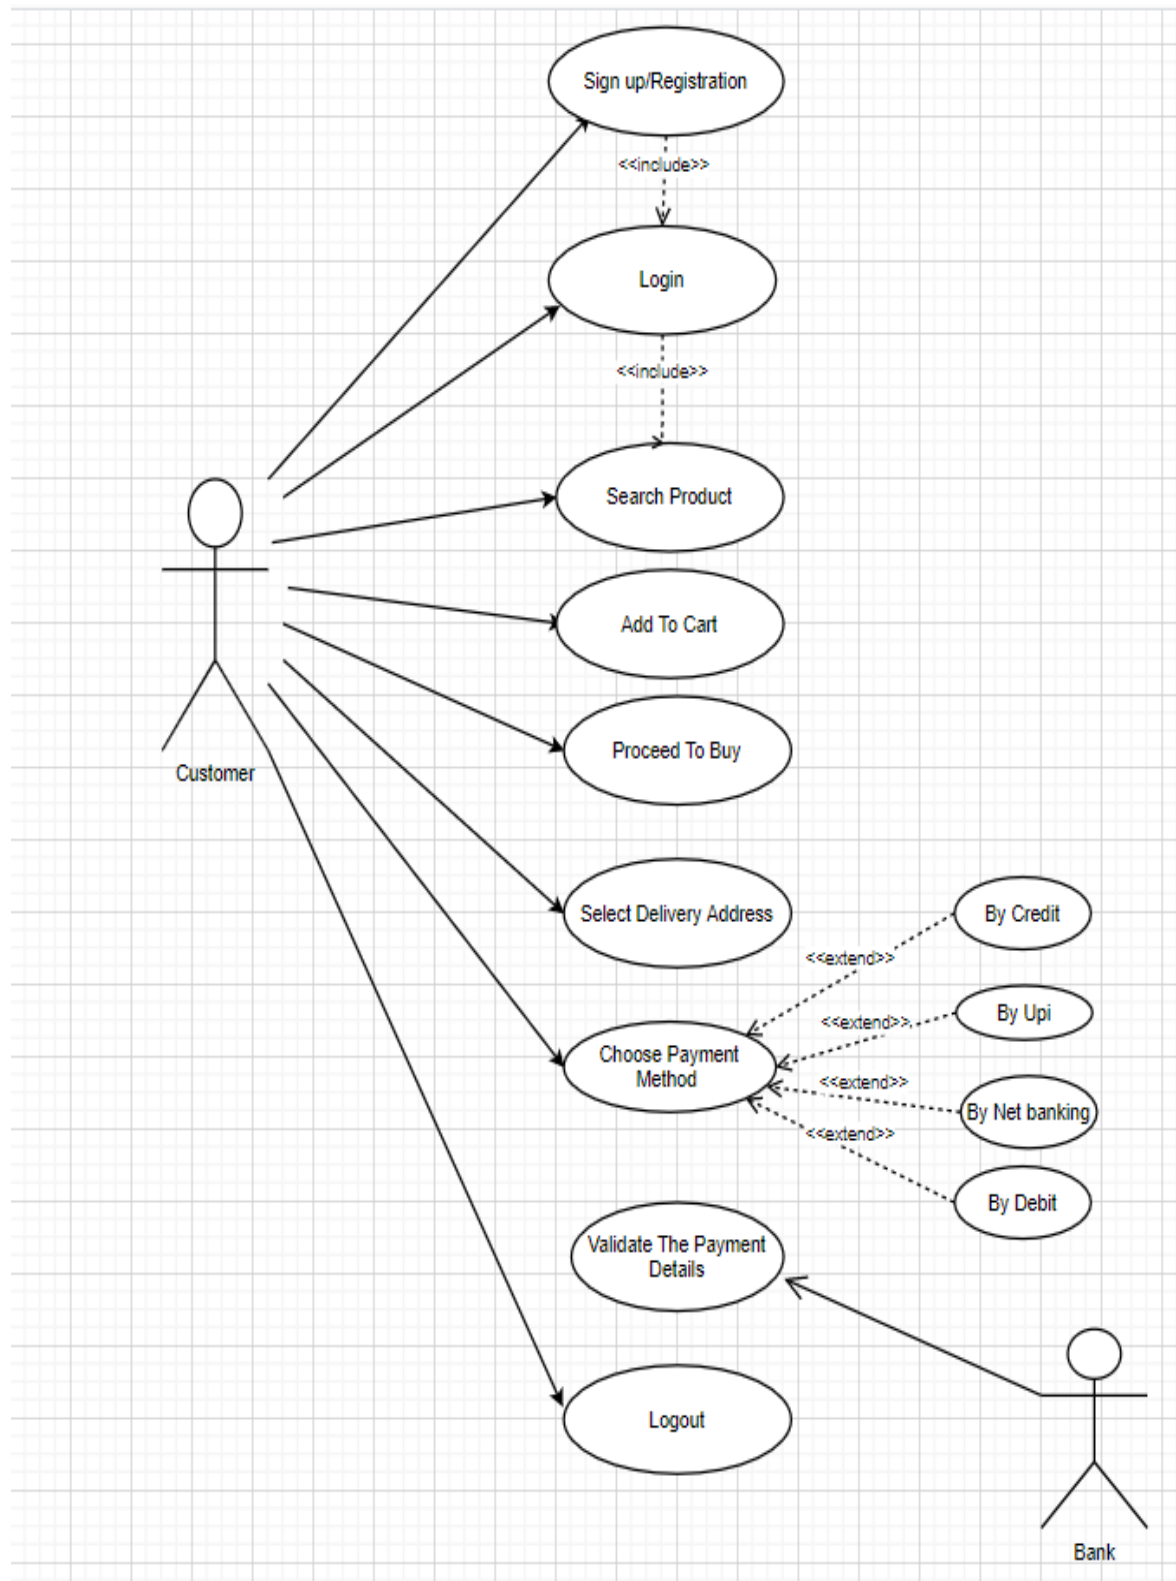 Sign up/Registration
<<include>>
Login
<<include>>
Search Product
Add To Cart
Proceed To Buy
Customer
Select Delivery Address
By Credit
<<extend>>
By Upi
<<extend>>
Choose Payment
Method
<<extend>>
By Net banking
<<extend>>
By Debit
Validate The Payment
Details
Logout
Bank